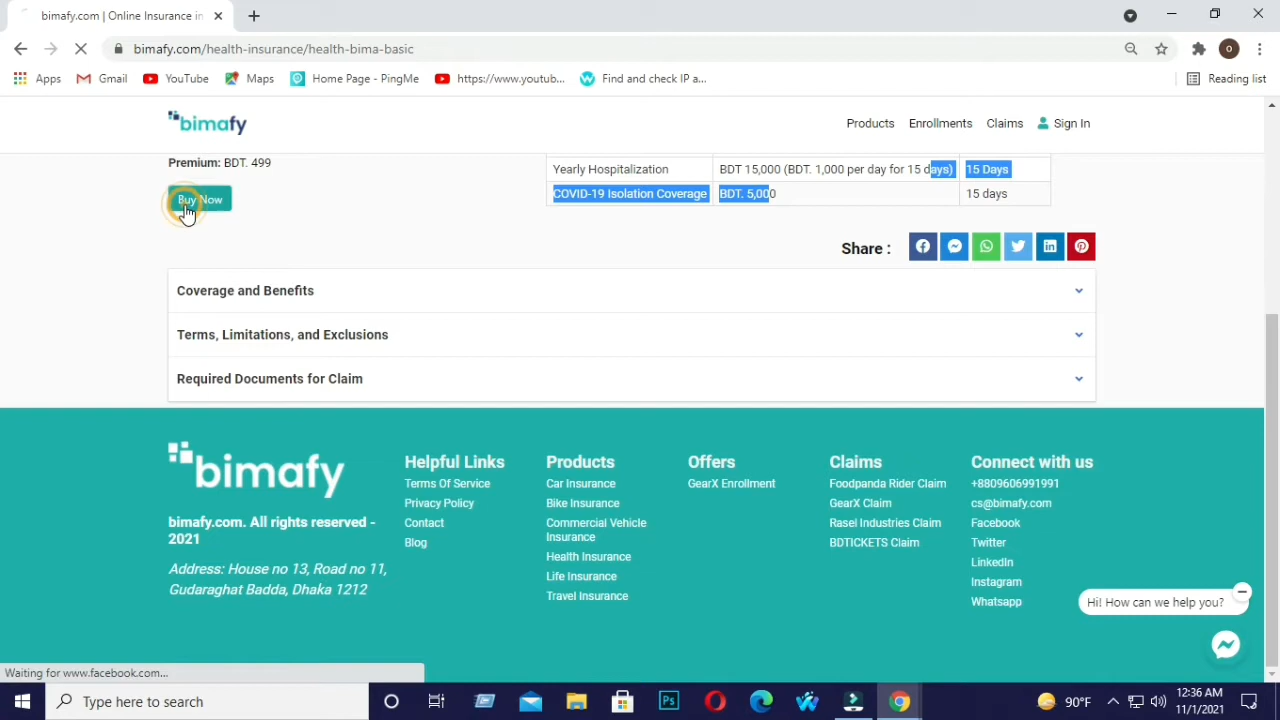 bimafy.com | Online Insurance in
bimafy.com/health-insurance/health-bima-basic
O
Apps
Gmail
YouTube
Maps
Home Page - PingMe
https://www.youtub...
Find and check IP a...
Reading list
bimafy
Products
Enrollments
Claims
Sign In
Premium: BDT. 499
Yearly Hospitalization
BDT 15,000 (BDT. 1,000 per day for 15 days)
15 Days
Buy Now
COVID-19 Isolation Coverage
BDT. 5,000
15 days
Share :
Coverage and Benefits
Terms, Limitations, and Exclusions
Required Documents for Claim
bimafy
bimafy.com. All rights reserved -
2021
Address: House no 13, Road no 11,
Gudaraghat Badda, Dhaka 1212
Helpful Links
Terms Of Service
Privacy Policy
Contact
Blog
Products
Car Insurance
Bike Insurance
Commercial Vehicle
Insurance
Health Insurance
Life Insurance
Travel Insurance
Offers
GearX Enrollment
Claims
Foodpanda Rider Claim
GearX Claim
Rasel Industries Claim
BDTICKETS Claim
Connect with us
+8809606991991
cs@bimafy.com
Facebook
Twitter
LinkedIn
Instagram
Whatsapp
Hi! How can we help you?
Waiting for www.facebook.com...
Type here to search
Ps
90°F
12:36 AM
11/1/2021